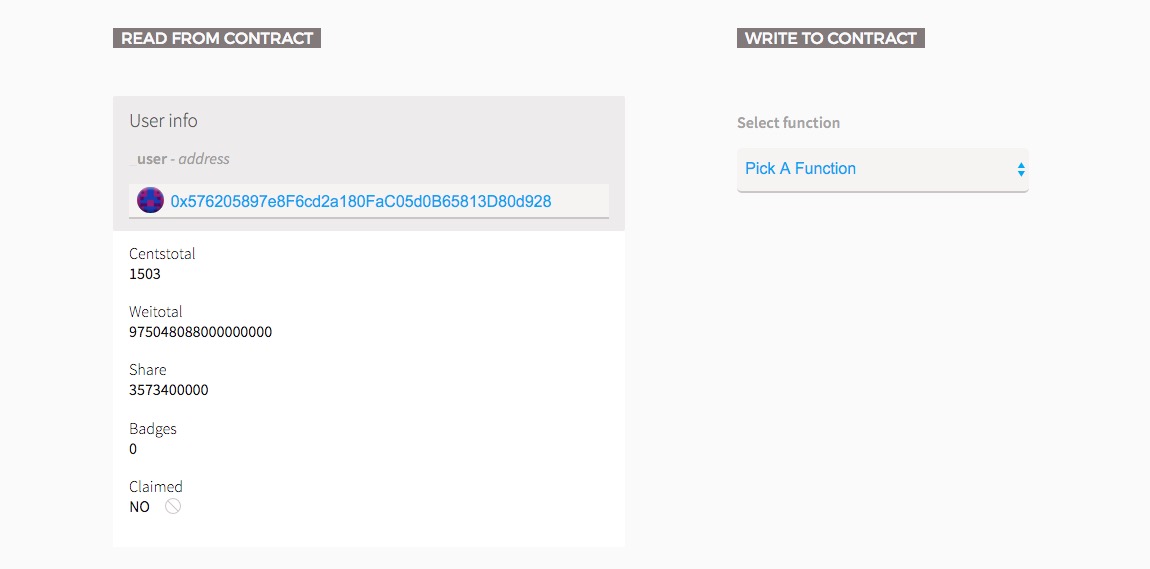 READ FROM CONTRACT
User info
user - address
0x576205897e8F6cd2a180FaC05d0B65813D80d928
Centstotal
1503
Weitotal
975048088000000000
Share
3573400000
Badges
0
Claimed
NO
WRITE TO CONTRACT
Select function
Pick A Function